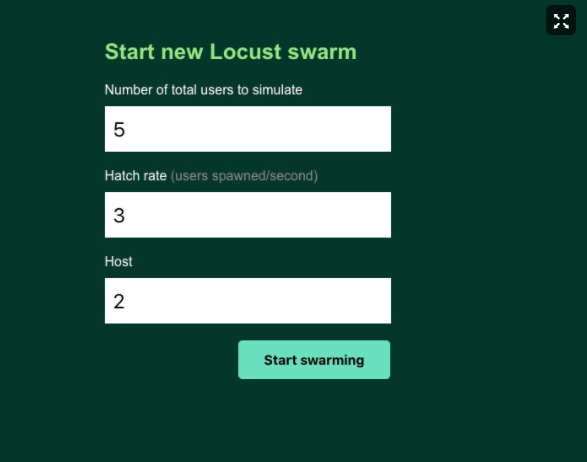 Start new Locust swarm
Number of total users to simulate
5
Hatch rate (users spawned/second)
3
Host
2
Start swarming